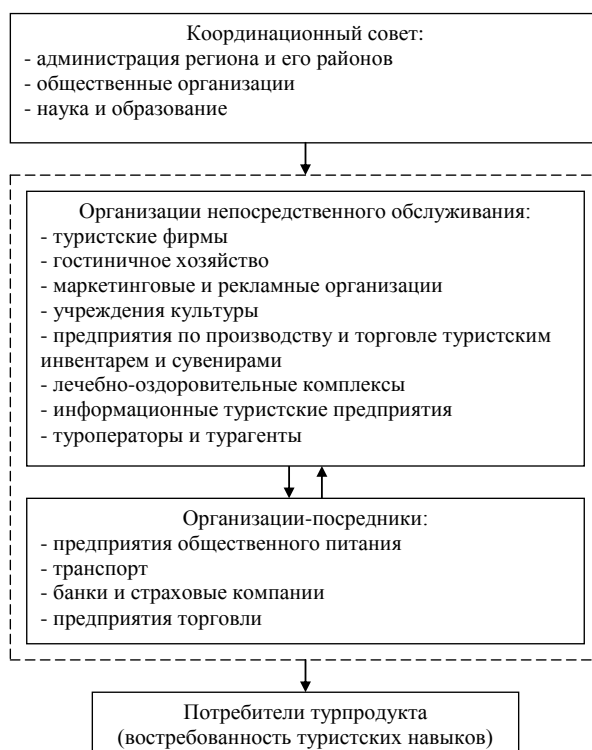 Координационный совет:
- администрация региона и его районов
- общественные организации
- наука и образование
Организации непосредственного обслуживания:
- туристские фирмы
- гостиничное хозяйство
- маркетинговые и рекламные организации
- учреждения культуры
- предприятия по производству и торговле туристским
инвентарем и сувенирами
- лечебно-оздоровительные комплексы
- информационные туристские предприятия
- туроператоры и турагенты
Организации-посредники:
- предприятия общественного питания
- транспорт
- банки и страховые компании
- предприятия торговли
Потребители турпродукта
(востребованность туристских навыков)